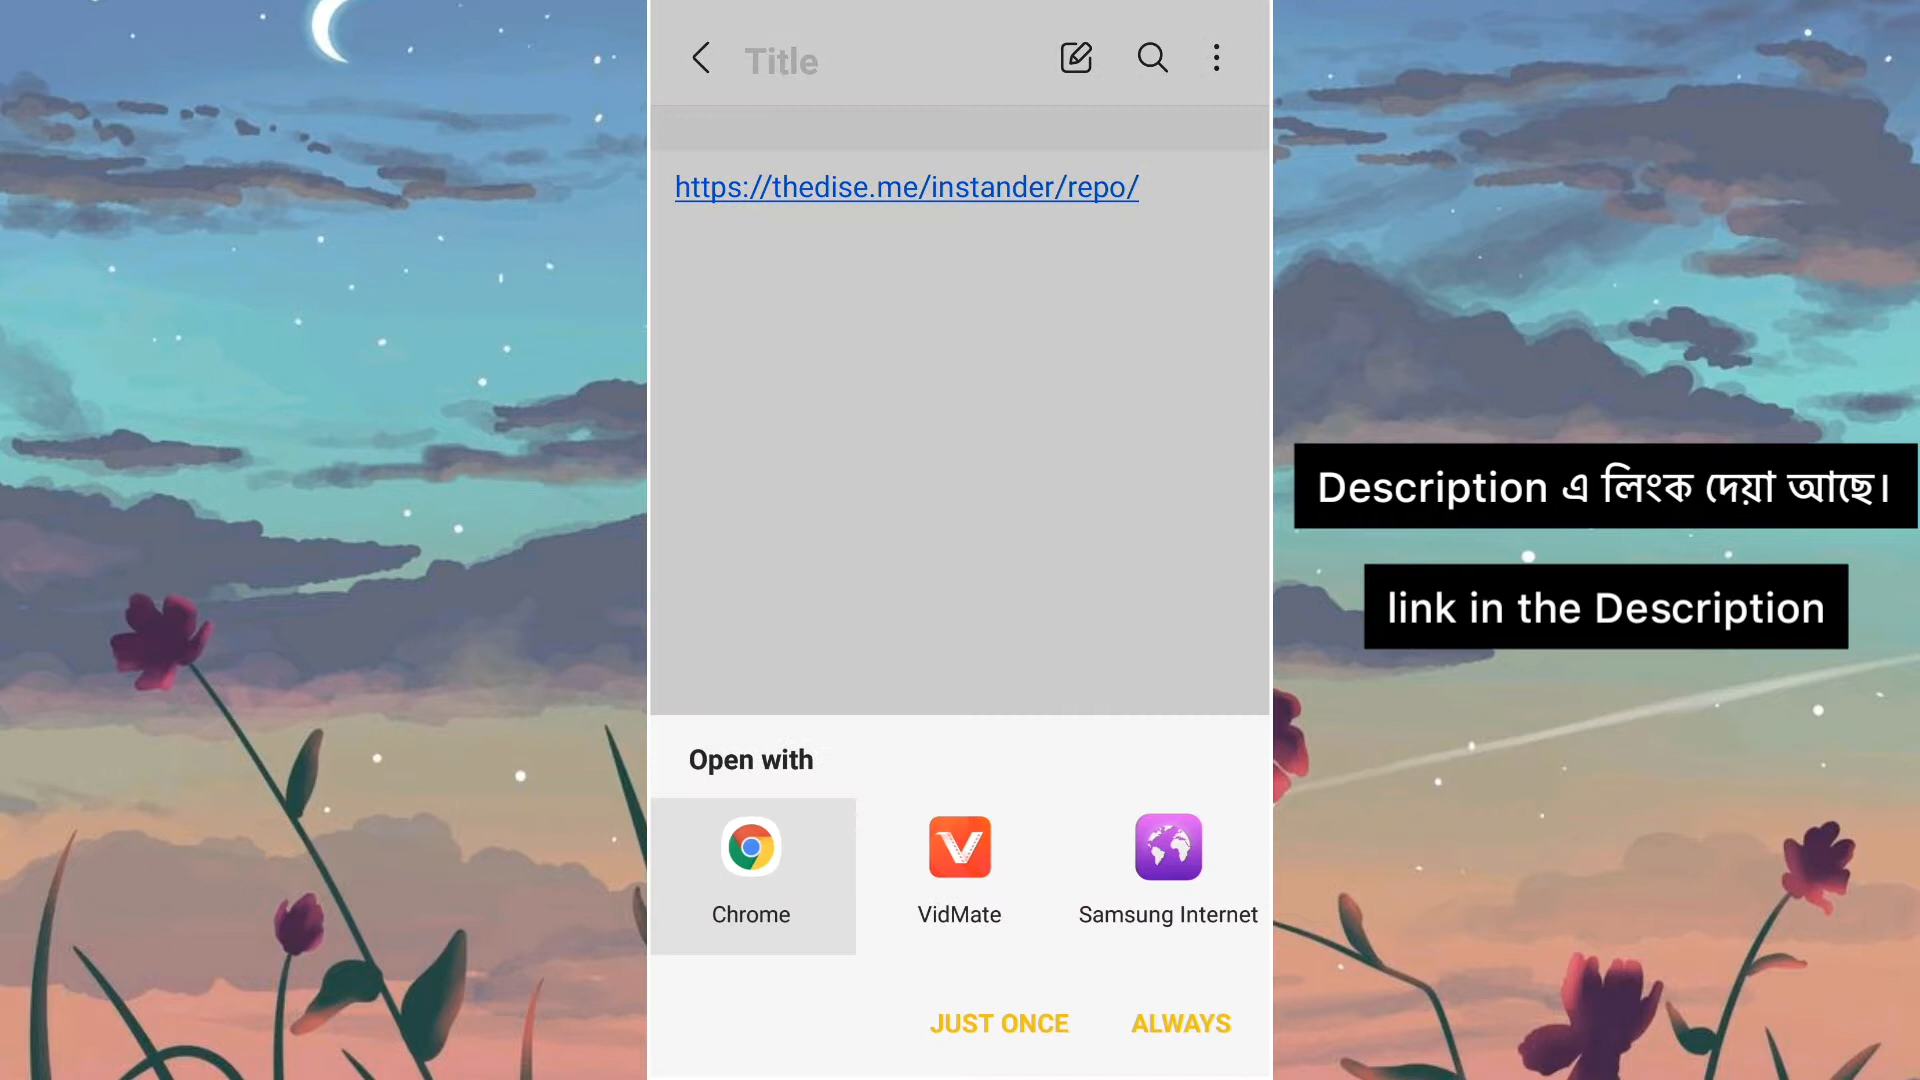 Title
https://thedise.me/instander/repo/
Description এ লিংক দেয়া আছে।
link in the Description
Open with
Chrome
VidMate
Samsung Internet
JUST ONCE
ALWAYS